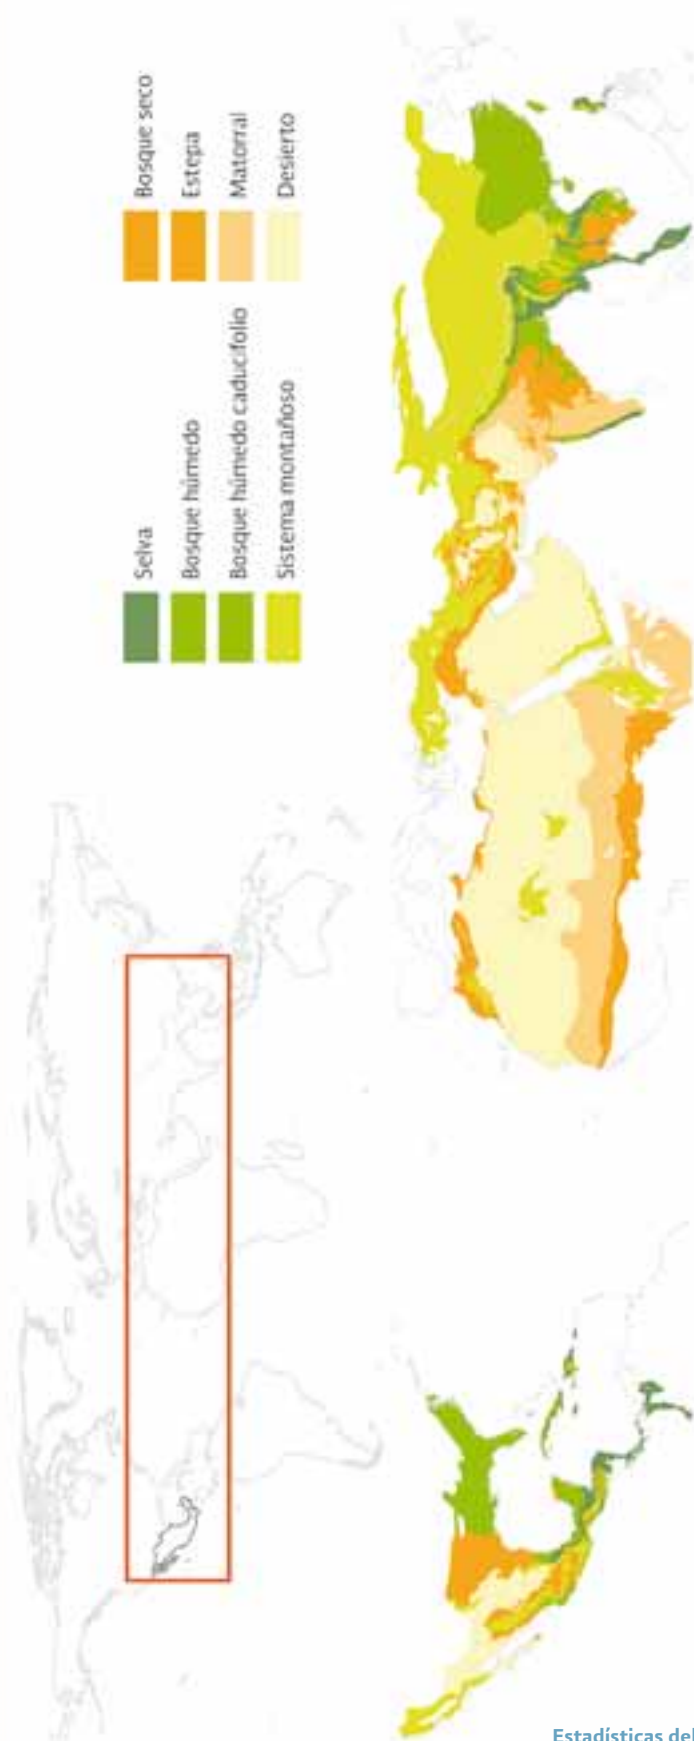 Selva
Bosque húmedo
Bosque húmedo caducifolio
Sistema montañoso
Bosque seco
Estepa
Matorral
Desierto
Estadísticas del